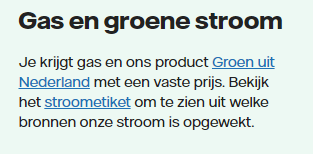 Gas en groene stroom
Je krijgt gas en ons product Groen uit
Nederland met een vaste prijs. Bekijk
het stroometiket om te zien uit welke
bronnen onze stroom is opgewekt.